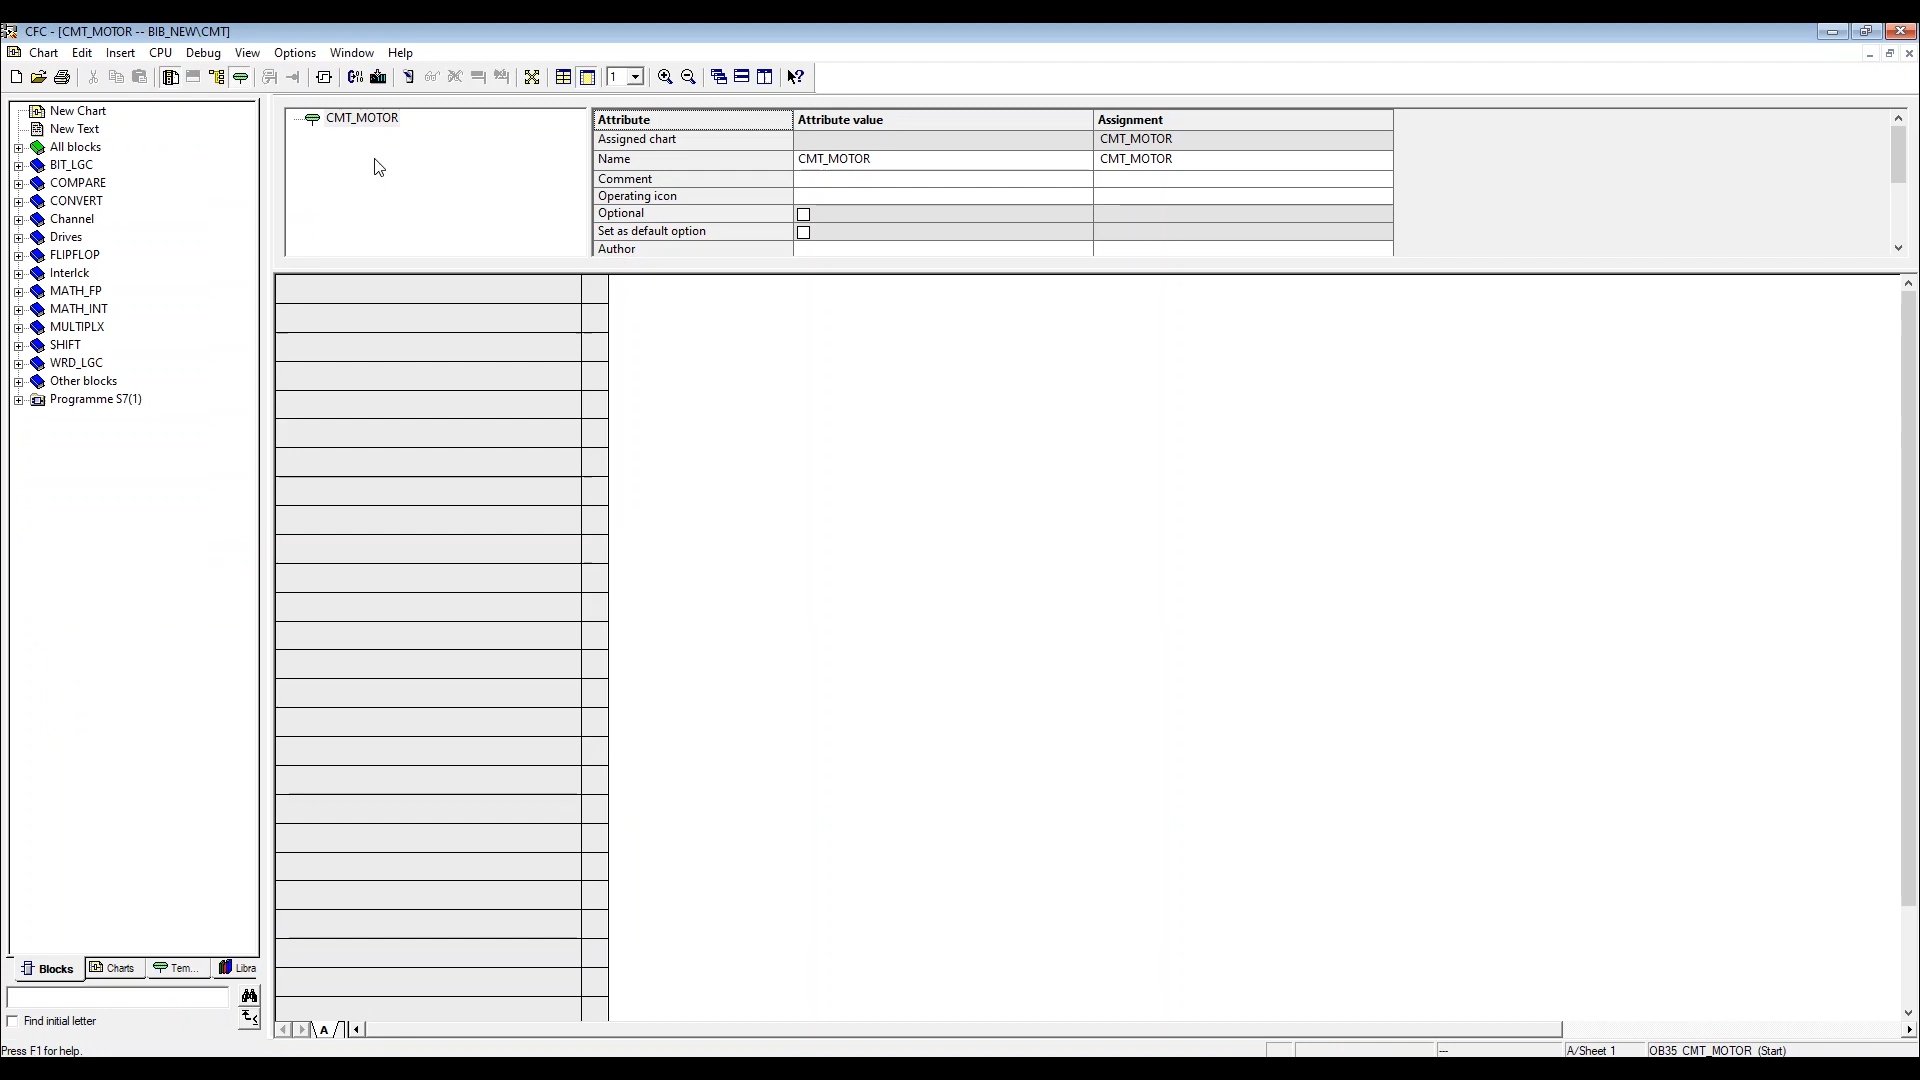 CFC - [CMT_MOTOR -- BIB_NEW\CMT]
Chart Edit Insert CPU Debug View Options Window Help
1
New Chart
New Text
All blocks
BIT_LGC
COMPARE
CONVERT
Channel
Drives
FLIPFLOP
Interlck
MATH_FP
MATH_INT
MULTIPLX
SHIFT
WRD_LGC
Other blocks
Programme S7(1)
Blocks Charts Tem... Libra
Find initial letter
CMT_MOTOR
Attribute Attribute value Assignment
Assigned chart CMT_MOTOR
Name CMT_MOTOR CMT_MOTOR
Comment
Operating icon
Optional
Set as default option
Author
A
Press F1 for help.
--- A/Sheet 1 OB35 CMT_MOTOR (Start)